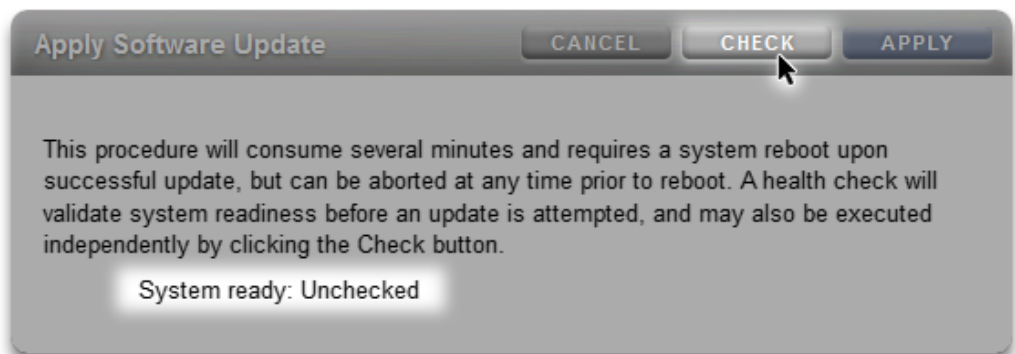 Apply Software Update CANCEL CHECK APPLY
This procedure will consume several minutes and requires a system reboot upon
successful update, but can be aborted at any time prior to reboot. A health check will
validate system readiness before an update is attempted, and may also be executed
independently by clicking the Check button.
System ready: Unchecked